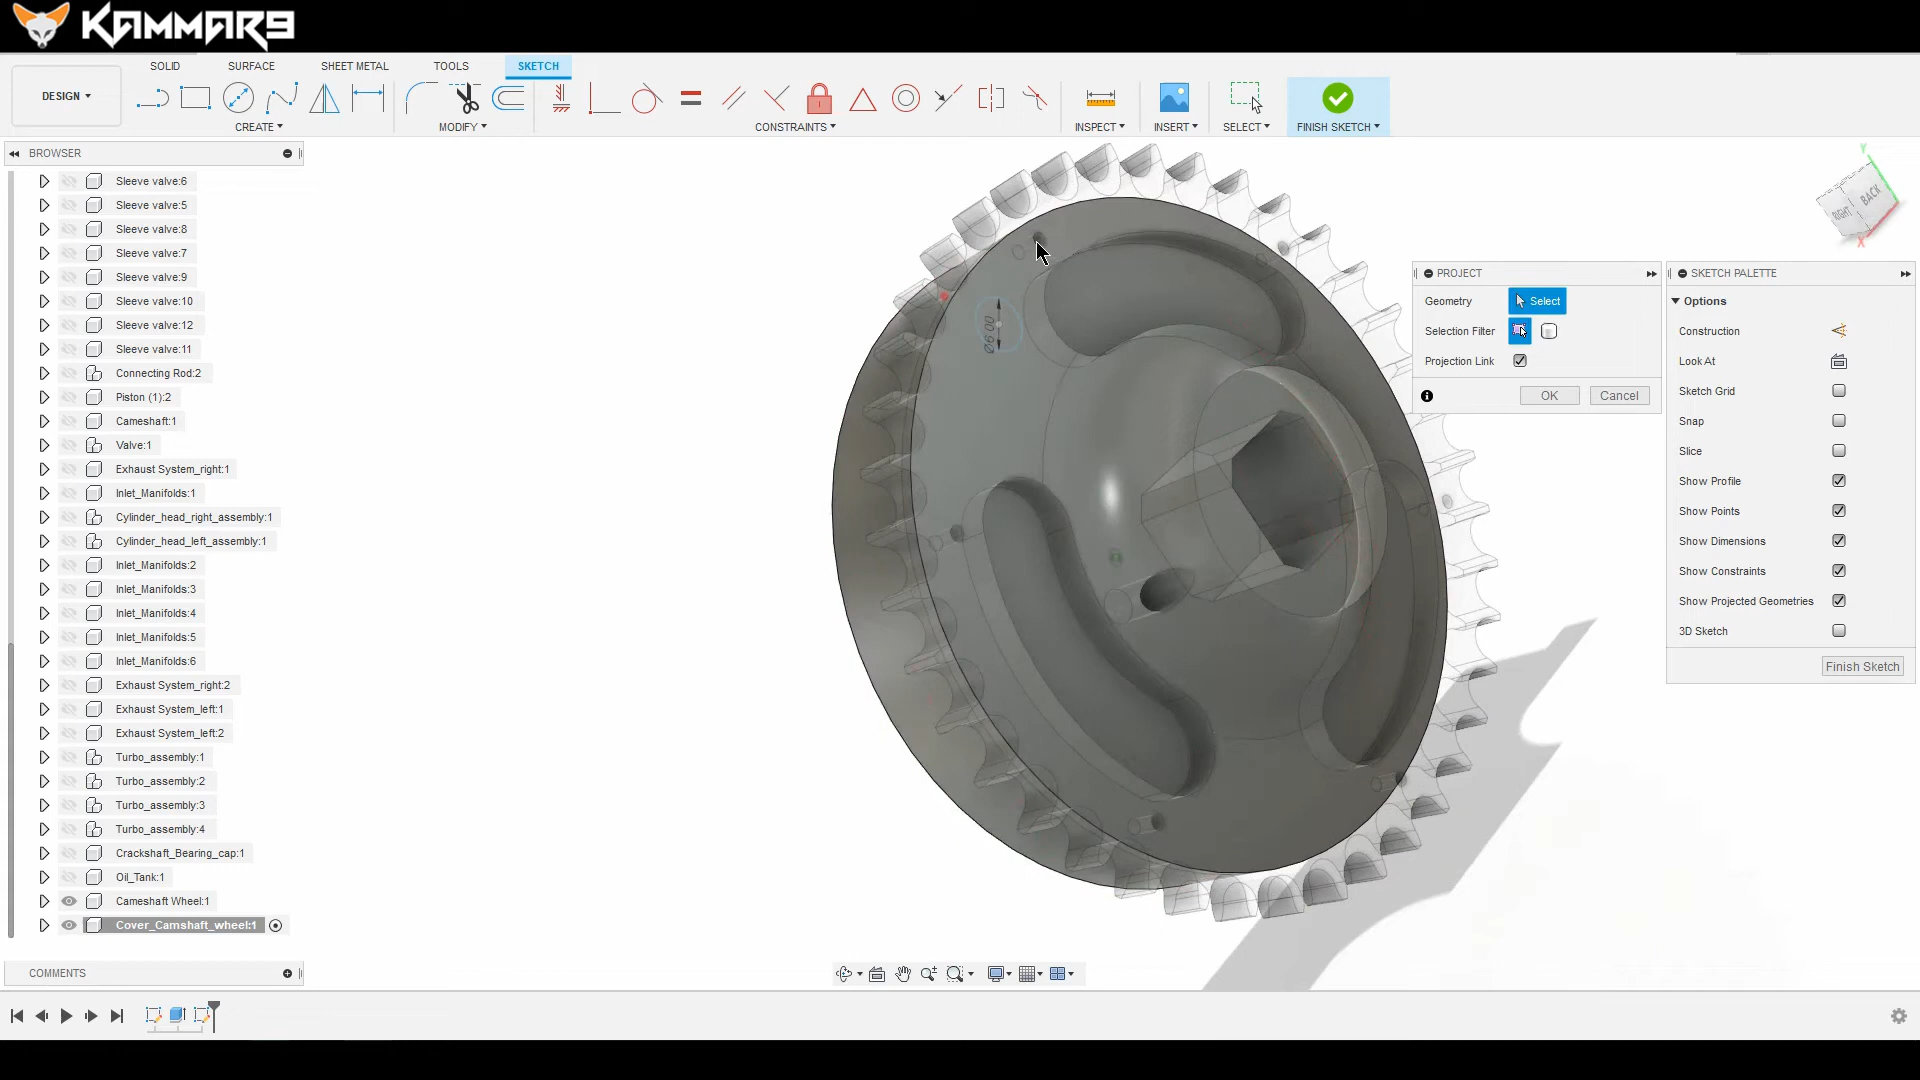 KAMMAR9
SOLID
SURFACE
SHEET METAL
TOOLS
SKETCH
DESIGN
CREATE
MODIFY
CONSTRAINTS
INSPECT
INSERT
SELECT
FINISH SKETCH
BROWSER
Sleeve valve:6
Sleeve valve:5
Sleeve valve:8
Sleeve valve:7
Sleeve valve:9
Sleeve valve:10
Sleeve valve:12
Sleeve valve:11
Connecting Rod:2
Piston (1):2
Cameshaft:1
Valve:1
Exhaust System_right:1
Inlet_Manifolds:1
Cylinder_head_right_assembly:1
Cylinder_head_left_assembly:1
Inlet_Manifolds:2
Inlet_Manifolds:3
Inlet_Manifolds:4
Inlet_Manifolds:5
Inlet_Manifolds:6
Exhaust System_right:2
Exhaust System_left:1
Exhaust System_left:2
Turbo_assembly:1
Turbo_assembly:2
Turbo_assembly:3
Turbo_assembly:4
Crackshaft_Bearing_cap:1
Oil_Tank:1
Cameshaft Wheel:1
Cover_Camshaft_wheel:1
COMMENTS
Ø6.00
Y
RIGHT
BACK
X
PROJECT
Geometry
Select
Selection Filter
Projection Link
OK
Cancel
SKETCH PALETTE
Options
Construction
Look At
Sketch Grid
Snap
Slice
Show Profile
Show Points
Show Dimensions
Show Constraints
Show Projected Geometries
3D Sketch
Finish Sketch